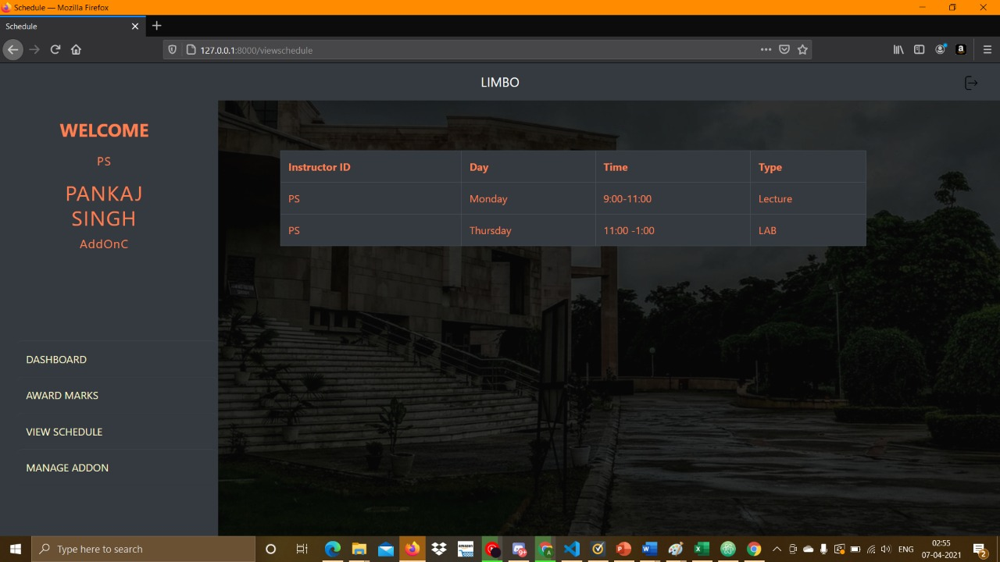 Schedule — Mozilla Firefox
Schedule
127.0.0.1:8000/viewschedule
LIMBO
WELCOME
PS
PANKAJ
SINGH
AddOnC
Instructor ID Day Time Type
PS Monday 9:00-11:00 Lecture
PS Thursday 11:00 -1:00 LAB
DASHBOARD
AWARD MARKS
VIEW SCHEDULE
MANAGE ADDON
Type here to search
ENG
02:55
07-04-2021
2